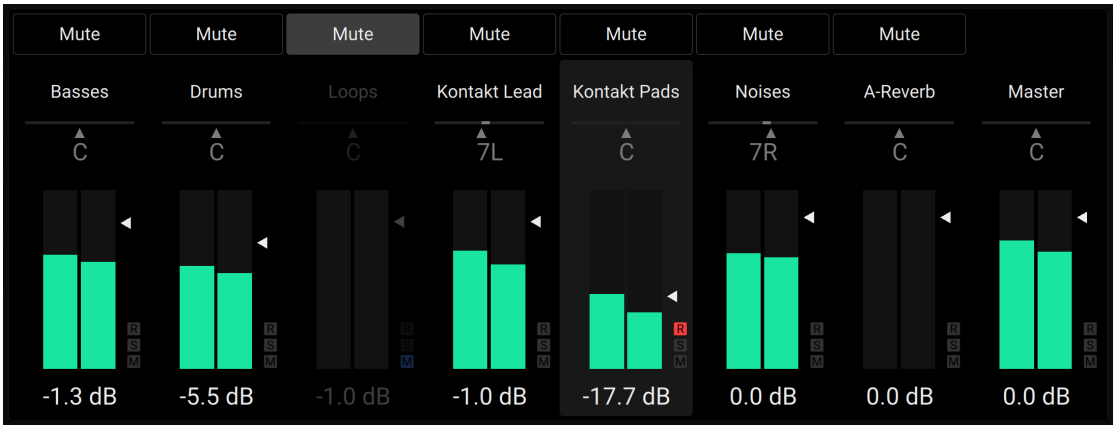 Mute Mute Mute Mute Mute Mute Mute
Basses Drums Loops Kontakt Lead Kontakt Pads Noises A-Reverb Master
C C C 7L C 7R C C
R R R R R R R R
S S S S S S S S
M M M M M M M M
-1.3 dB -5.5 dB -1.0 dB -1.0 dB -17.7 dB 0.0 dB 0.0 dB 0.0 dB